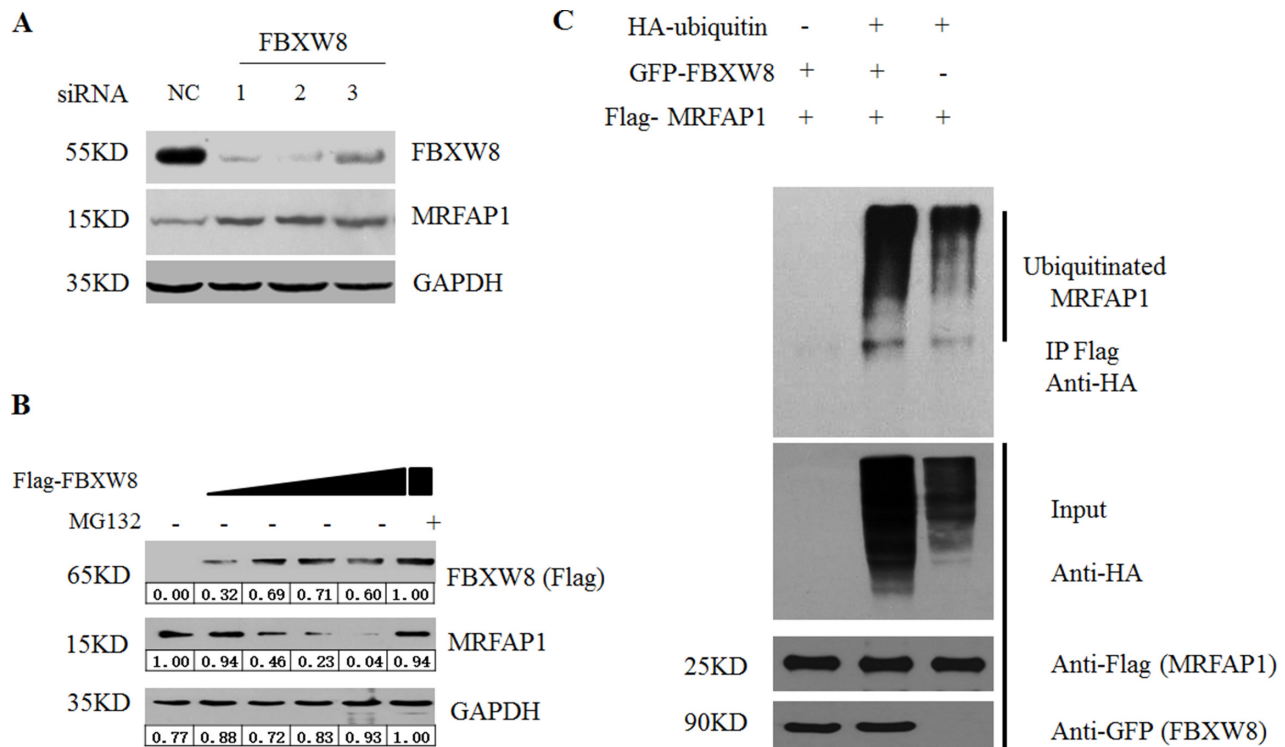 A
FBXW8
siRNA NC 1 2 3
55KD FBXW8
15KD MRFAP1
35KD GAPDH
B
Flag-FBXW8
MG132 - - - - - +
65KD FBXW8 (Flag)
0.00 0.32 0.69 0.71 0.60 1.00
15KD MRFAP1
1.00 0.94 0.46 0.23 0.04 0.94
35KD GAPDH
0.77 0.88 0.72 0.83 0.93 1.00
C
HA-ubiquitin - + +
GFP-FBXW8 + + -
Flag- MRFAP1 + + +
Ubiquitinated
MRFAP1
IP Flag
Anti-HA
Input
Anti-HA
25KD Anti-Flag (MRFAP1)
90KD Anti-GFP (FBXW8)